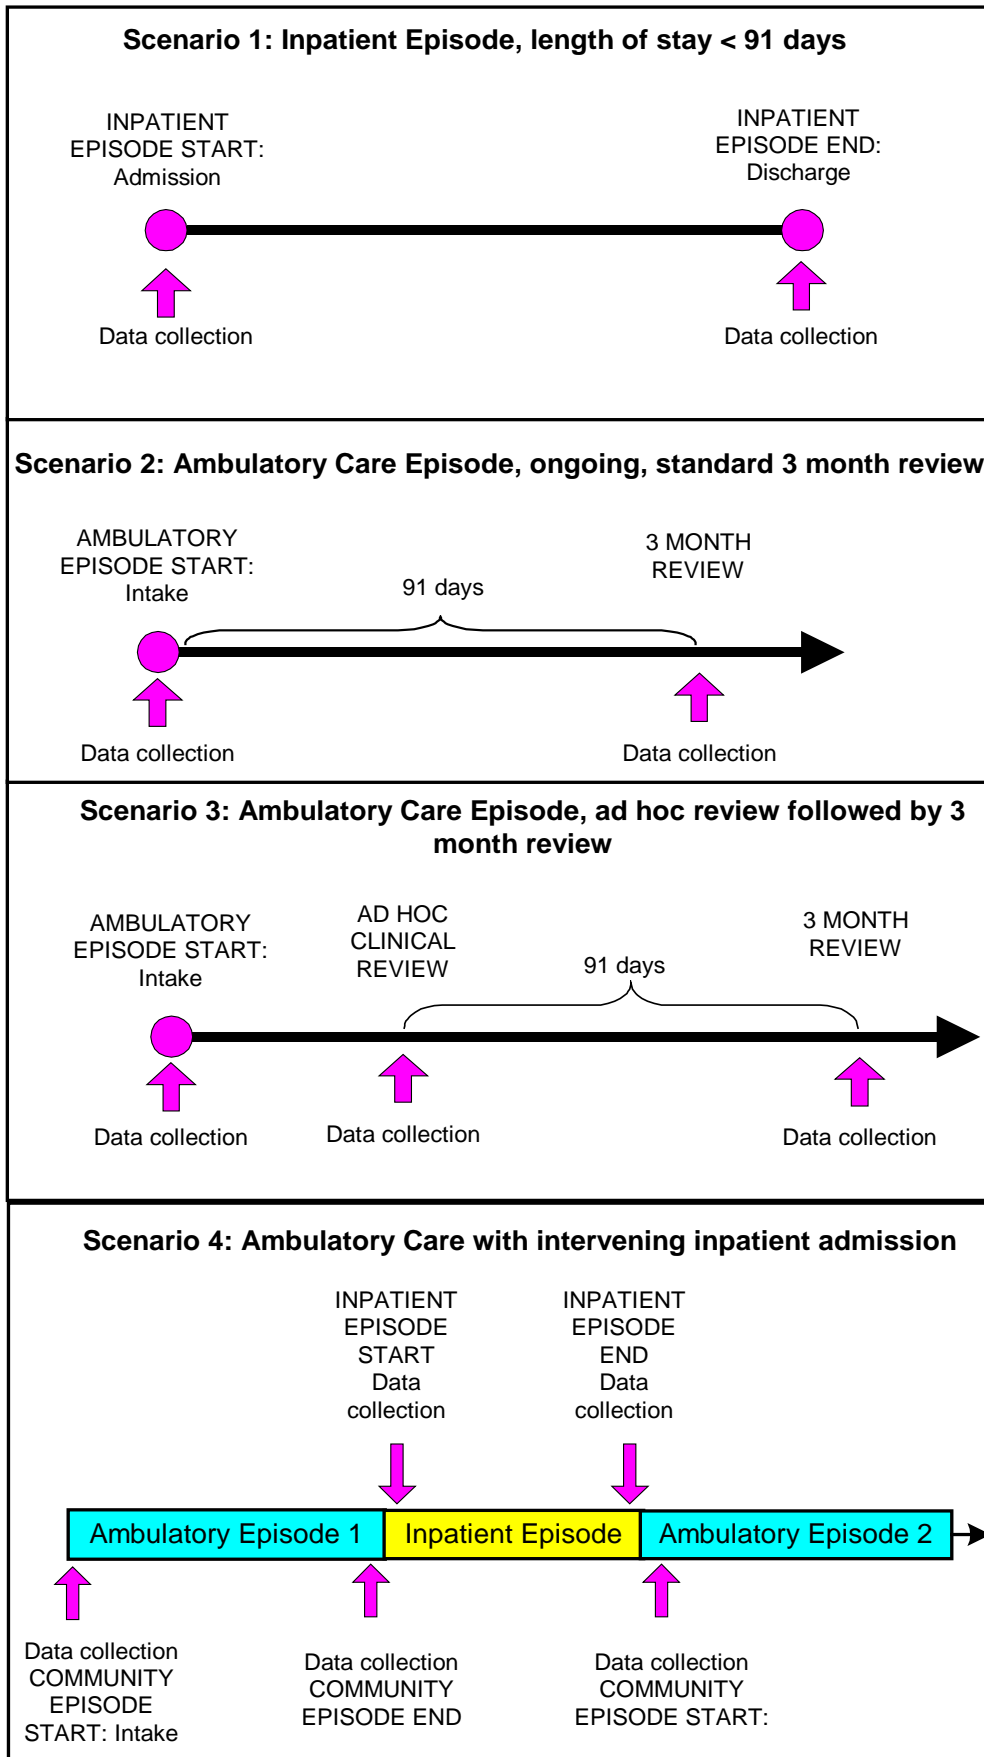 Scenario 1: Inpatient Episode, length of stay < 91 days
INPATIENT
EPISODE START:
Admission
INPATIENT
EPISODE END:
Discharge
Data collection
Data collection
Scenario 2: Ambulatory Care Episode, ongoing, standard 3 month review
AMBULATORY
EPISODE START:
Intake
91 days
3 MONTH
REVIEW
Data collection
Data collection
Scenario 3: Ambulatory Care Episode, ad hoc review followed by 3
month review
AMBULATORY
EPISODE START:
Intake
AD HOC
CLINICAL
REVIEW
91 days
3 MONTH
REVIEW
Data collection
Data collection
Data collection
Scenario 4: Ambulatory Care with intervening inpatient admission
INPATIENT
EPISODE
START
Data
collection
INPATIENT
EPISODE
END
Data
collection
Ambulatory Episode 1
Inpatient Episode
Ambulatory Episode 2
Data collection
COMMUNITY
EPISODE
START: Intake
Data collection
COMMUNITY
EPISODE END
Data collection
COMMUNITY
EPISODE START: